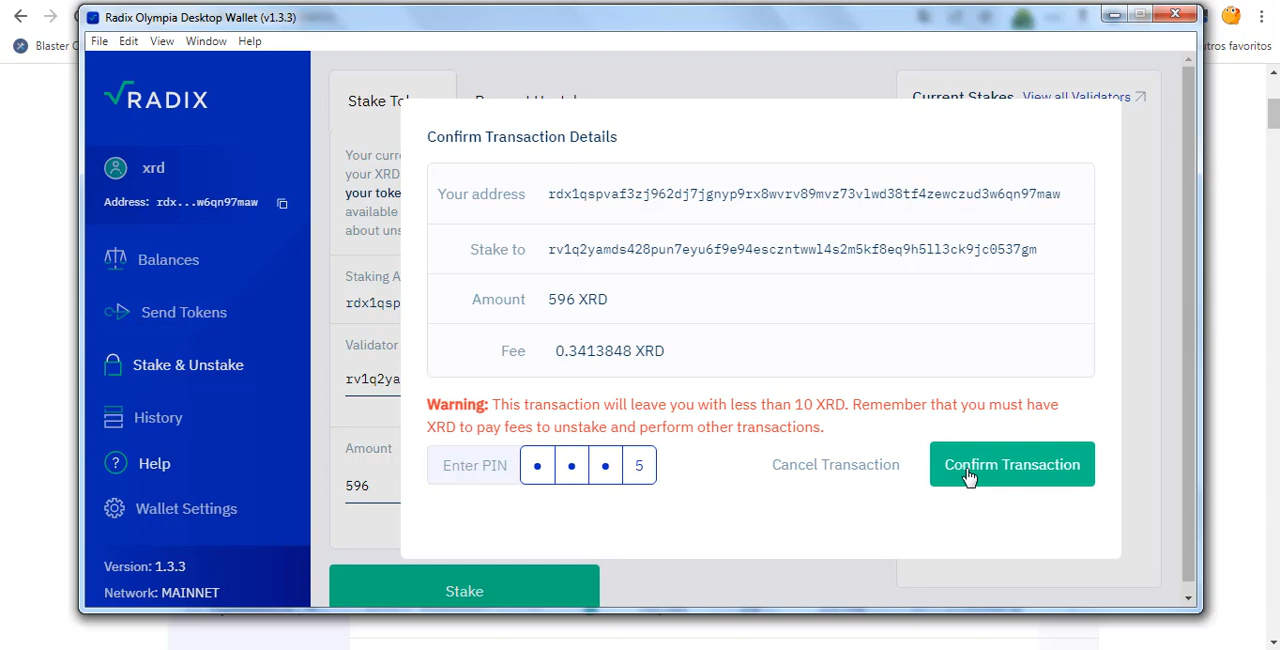 Radix Olympia Desktop Wallet (v1.3.3)
Blaster C
utros favoritos
File Edit View Window Help
RADIX
xrd
Address: rdx...w6qn97maw
Balances
Send Tokens
Stake & Unstake
History
? Help
Wallet Settings
Version: 1.3.3
Network: MAINNET
Stake To
Current Stakes View all Validators
Your curre
your XRD
your toke
available
about uns
Staking A
rdx1qsp
Validator
rv1q2ya
Amount
596
Stake
Confirm Transaction Details
Your address rdx1qspvaf3zj962dj7jgnyp9rx8wvrv89mvz73vlwd38tf4zewczud3w6qn97maw
Stake to rv1q2yamds428pun7eyu6f9e94esczntwwl4s2m5kf8eq9h5ll3ck9jc0537gm
Amount 596 XRD
Fee 0.3413848 XRD
Warning: This transaction will leave you with less than 10 XRD. Remember that you must have
XRD to pay fees to unstake and perform other transactions.
Enter PIN • • • 5
Cancel Transaction
Confirm Transaction